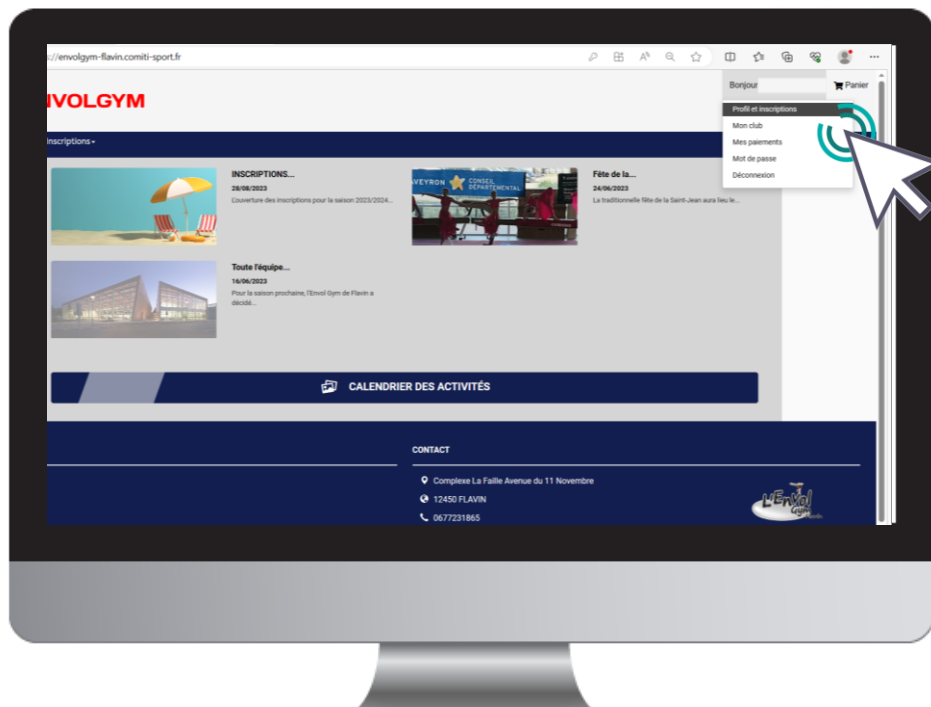 ://envolgym-flavin.comiti-sport.fr
Bonjour
Panier
NVOLGYM
Profil et inscriptions
Mon club
Mes paiements
Mot de passe
Déconnexion
Inscriptions
INSCRIPTIONS...
28/08/2023
L'ouverture des inscriptions pour la saison 2023/2024...
AVEYRON
CONSEIL
DÉPARTEMENTAL
Fête de la...
24/06/2023
La traditionnelle fête de la Saint-Jean aura lieu le...
Toute l'équipe...
16/06/2023
Pour la saison prochaine, l'Envol Gym de Flavin a
décidé...
CALENDRIER DES ACTIVITÉS
CONTACT
Complexe La Faille Avenue du 11 Novembre
12450 FLAVIN
0677231865
L'EnVol
Gym